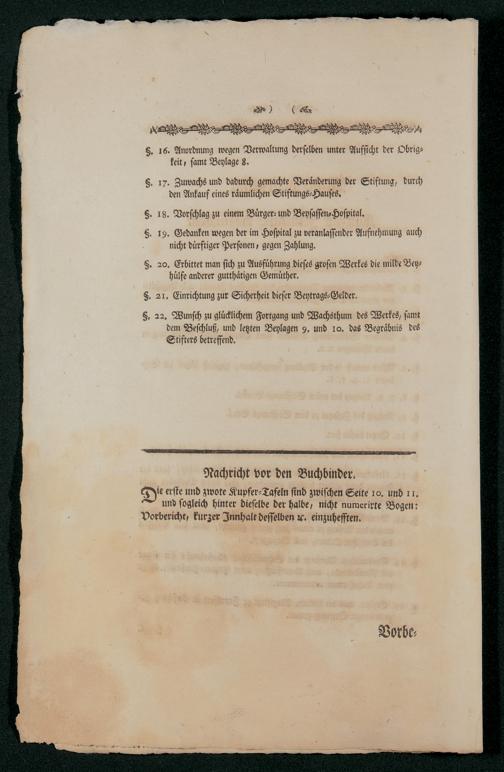 ) (
§. 16. Anordnung wegen Verwaltung derselben unter Aufsicht der Obrig-
keit, samt Beylage 8.
§. 17. Zuwachs und dadurch gemachte Veränderung der Stiftung, durch
den Ankauf eines räumlichen Stiftungs-Hauses.
§. 18. Vorschlag zu einem Bürger- und Beysassen-Hospital.
§. 19. Gedanken wegen der im Hospital zu veranlassender Aufnehmung auch
nicht dürftiger Personen, gegen Zahlung.
§. 20. Erbittet man sich zu Ausführung dieses grosen Werkes die milde Bey-
hülfe anderer gutthätigen Gemüther.
§. 21. Einrichtung zur Sicherheit dieser Beytrags-Gelder.
§. 22. Wunsch zu glücklichem Fortgang und Wachsthum des Werkes, samt
dem Beschluß, und letzten Beylagen 9. und 10. das Begräbnis des
Stifters betreffend.
Nachricht vor den Buchbinder.
Die erste und zwote Kupfer-Tafeln sind zwischen Seite 10. und 11.
und sogleich hinter dieselbe der halbe, nicht numerirte Bogen:
Vorbericht, kurzer Innhalt desselben ꝛc. einzuhefften.
Vorbe-